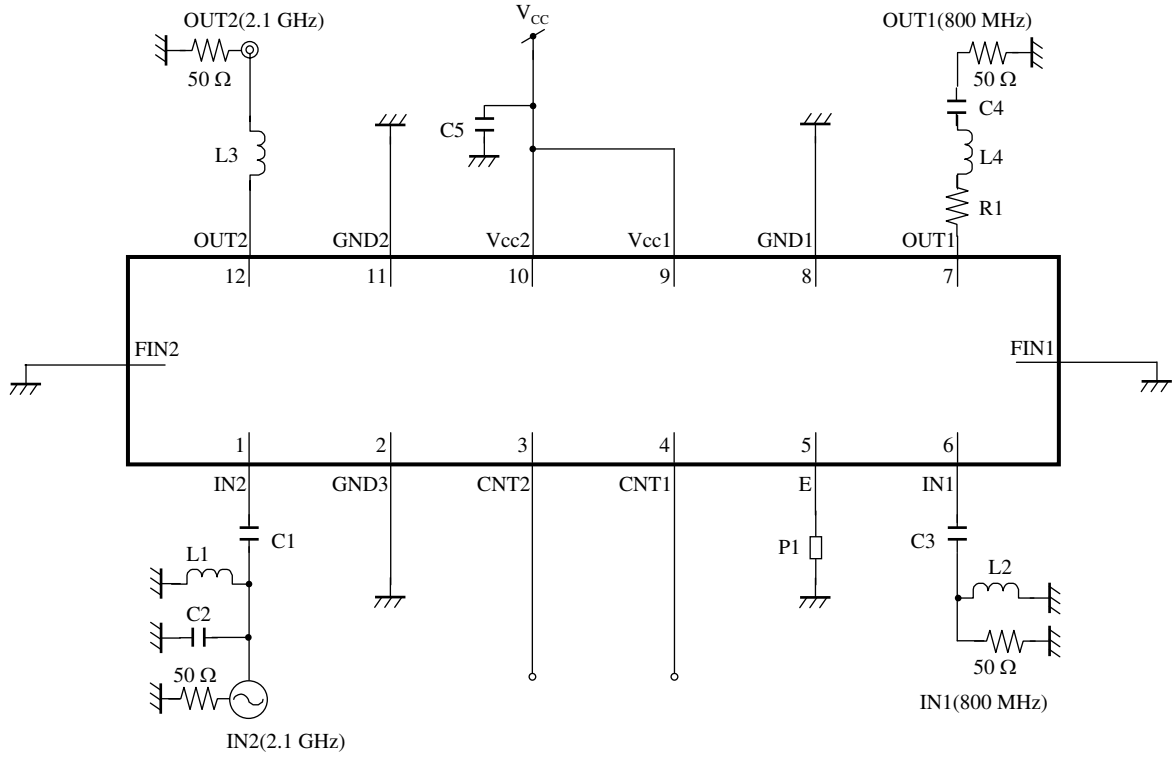 OUT2(2.1 GHz)
V_CC
OUT1(800 MHz)
50 Ω
50 Ω
C4
C5
L3
L4
R1
OUT2
GND2
Vcc2
Vcc1
GND1
OUT1
12
11
10
9
8
7
FIN2
FIN1
1
2
3
4
5
6
IN2
GND3
CNT2
CNT1
E
IN1
C1
P1
C3
L1
L2
C2
50 Ω
50 Ω
IN1(800 MHz)
IN2(2.1 GHz)